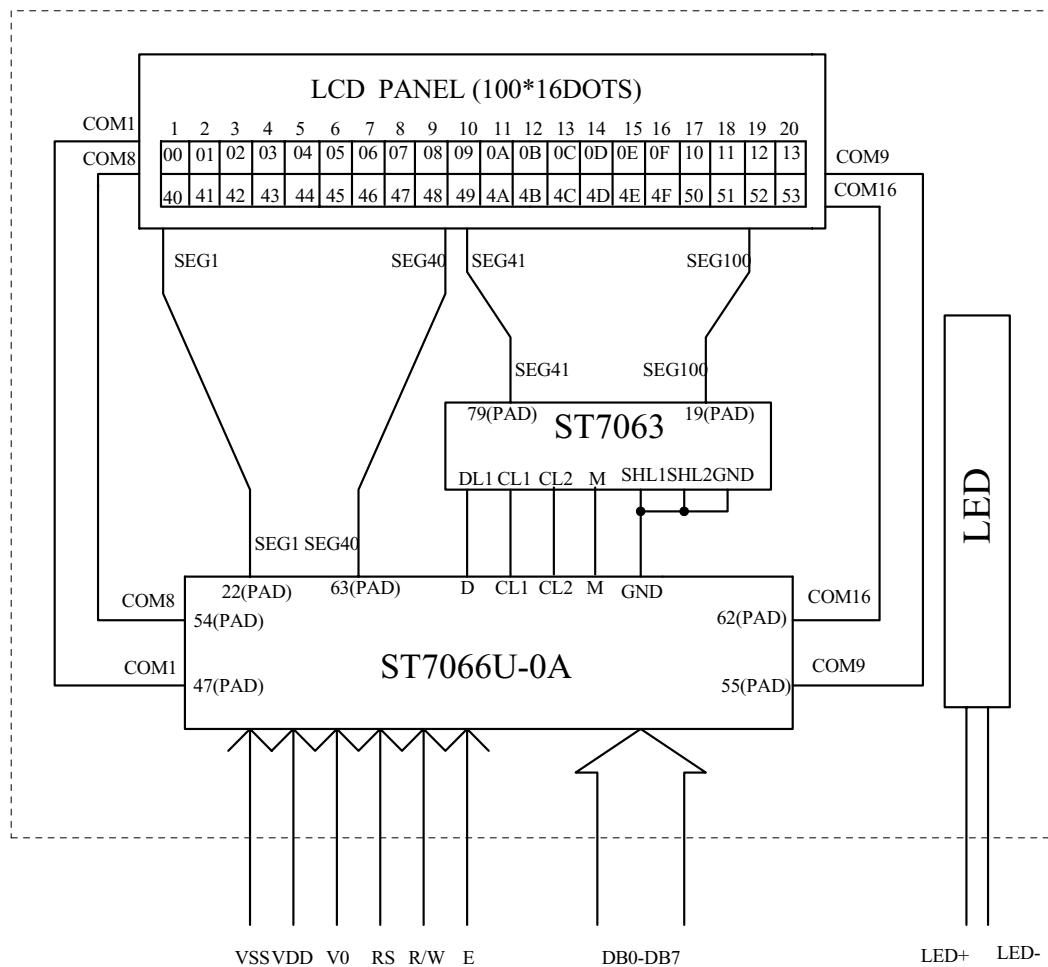 LCD PANEL (100*16DOTS)
COM1 1 2 3 4 5 6 7 8 9 10 11 12 13 14 15 16 17 18 19 20
COM8 00 01 02 03 04 05 06 07 08 09 0A 0B 0C 0D 0E 0F 10 11 12 13 COM9
40 41 42 43 44 45 46 47 48 49 4A 4B 4C 4D 4E 4F 50 51 52 53 COM16
SEG1 SEG40 SEG41 SEG100
SEG41 SEG100
79(PAD) 19(PAD)
ST7063
DL1 CL1 CL2 M SHL1 SHL2 GND
LED
SEG1 SEG40
22(PAD) 63(PAD) D CL1 CL2 M GND
COM8 54(PAD) 62(PAD) COM16
ST7066U-0A
COM1 47(PAD) 55(PAD) COM9
VSS VDD V0 RS R/W E DB0-DB7 LED+ LED-